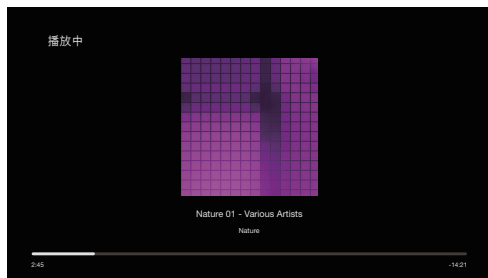 播放中
Nature 01 - Various Artists
Nature
2:45
-14:21